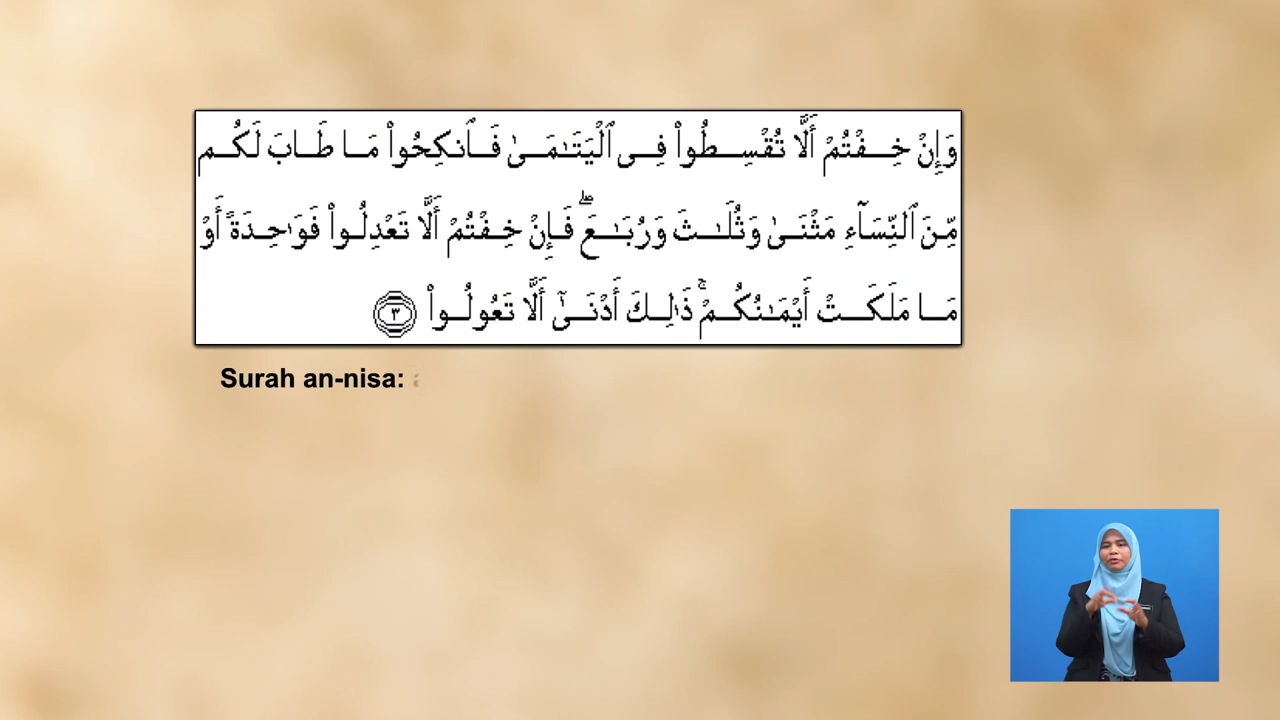 وَإِنْ خِفْتُمْ أَلَّا تُقْسِطُوا۟ فِى ٱلْيَتَـٰمَىٰ فَٱنكِحُوا۟ مَا طَابَ لَكُم
مِّنَ ٱلنِّسَآءِ مَثْنَىٰ وَثُلَـٰثَ وَرُبَـٰعَ ۖ فَإِنْ خِفْتُمْ أَلَّا تَعْدِلُوا۟ فَوَٰحِدَةً أَوْ
مَا مَلَكَتْ أَيْمَـٰنُكُمْ ۚ ذَٰلِكَ أَدْنَىٰٓ أَلَّا تَعُولُوا۟ ٣
Surah an-nisa: